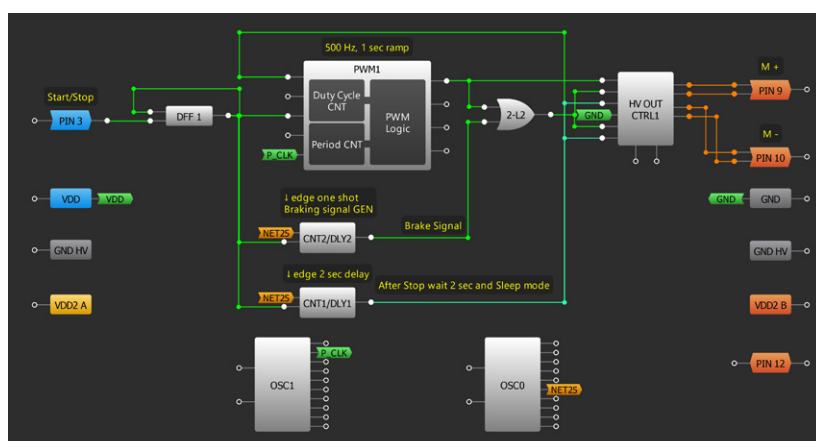 500 Hz, 1 sec ramp
PWM1
Duty Cycle
CNT
PWM
Logic
Period CNT
P_CLK
Start/Stop
PIN 3
DFF 1
2-L2
GND
HV OUT
CTRL1
M +
PIN 9
M -
PIN 10
VDD
VDD
GND
GND
↓ edge one shot
Braking signal GEN
NET25
CNT2/DLY2
Brake Signal
GND HV
GND HV
↓ edge 2 sec delay
NET25
CNT1/DLY1
After Stop wait 2 sec and Sleep mode
VDD2 A
VDD2 B
OSC1
P_CLK
OSC0
NET25
PIN 12